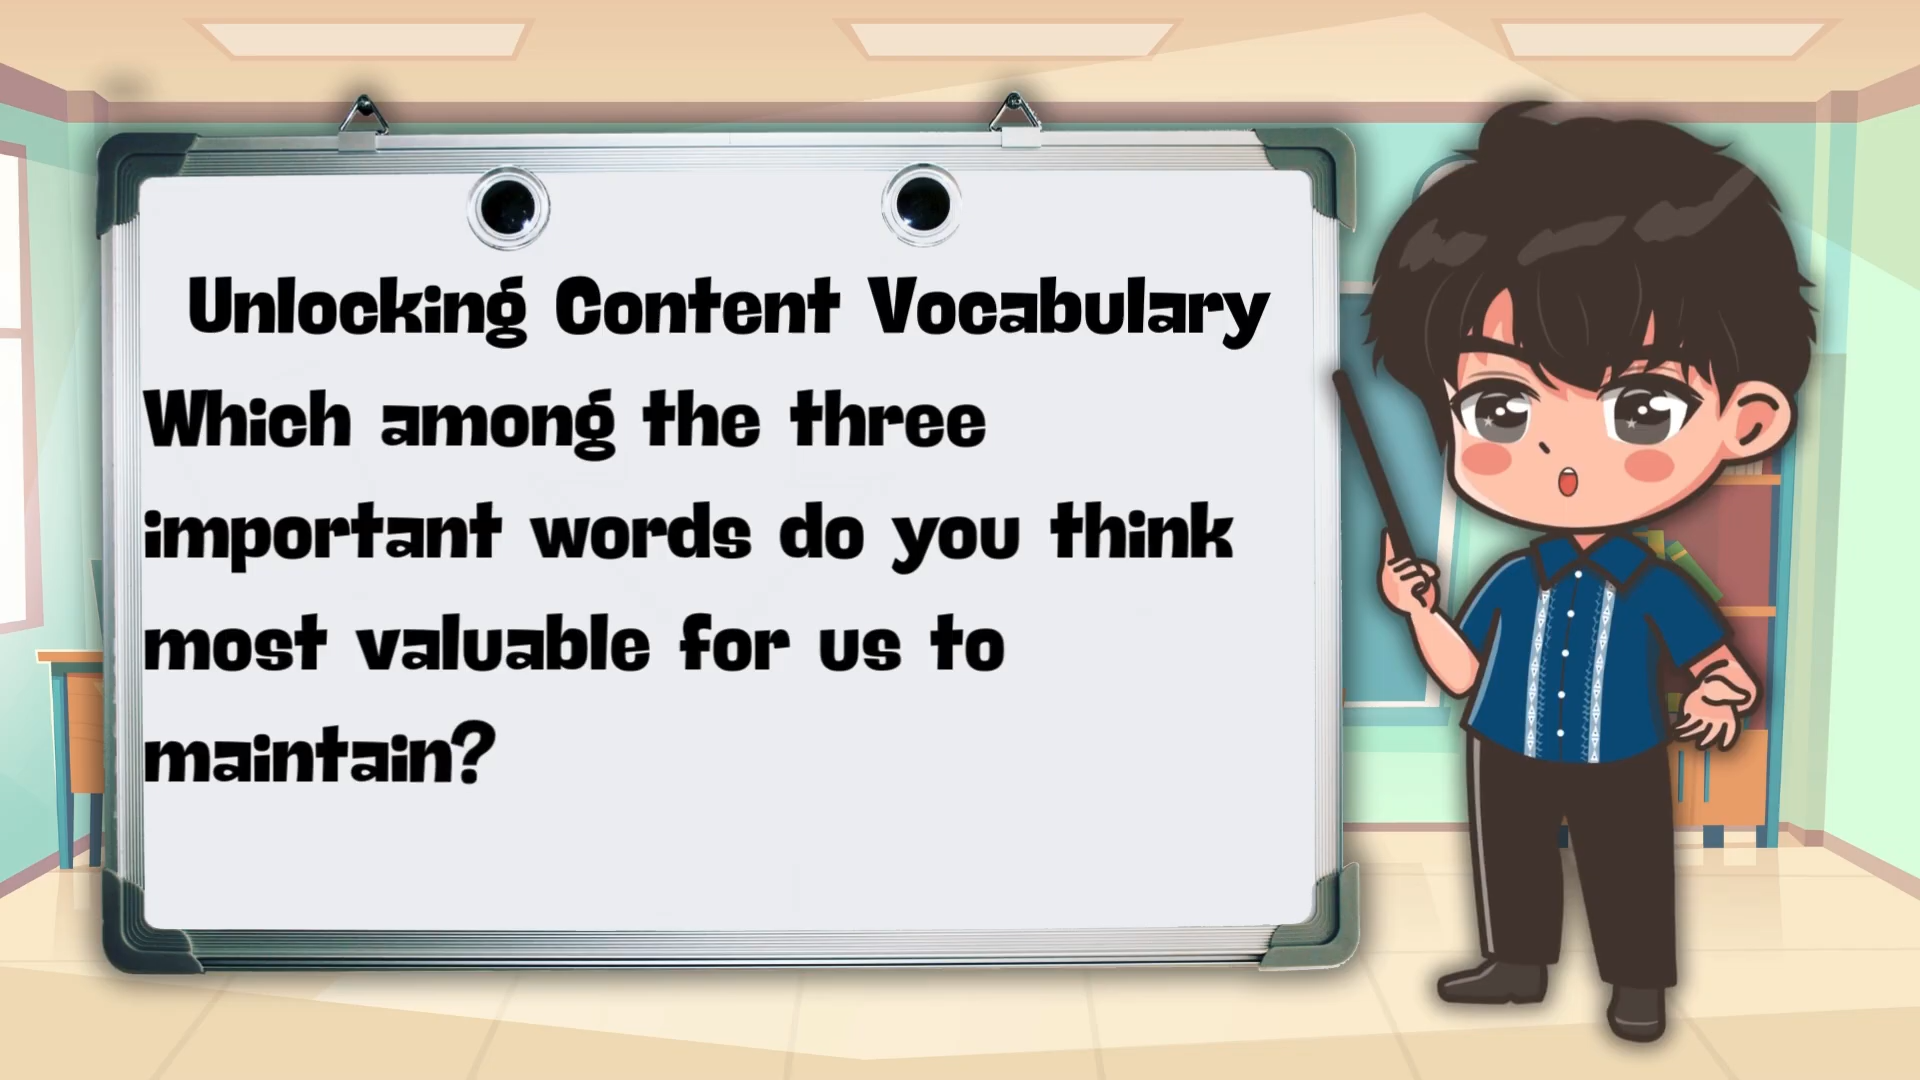 Unlocking Content Vocabulary
Which among the three
important words do you think
most valuable for us to
maintain?